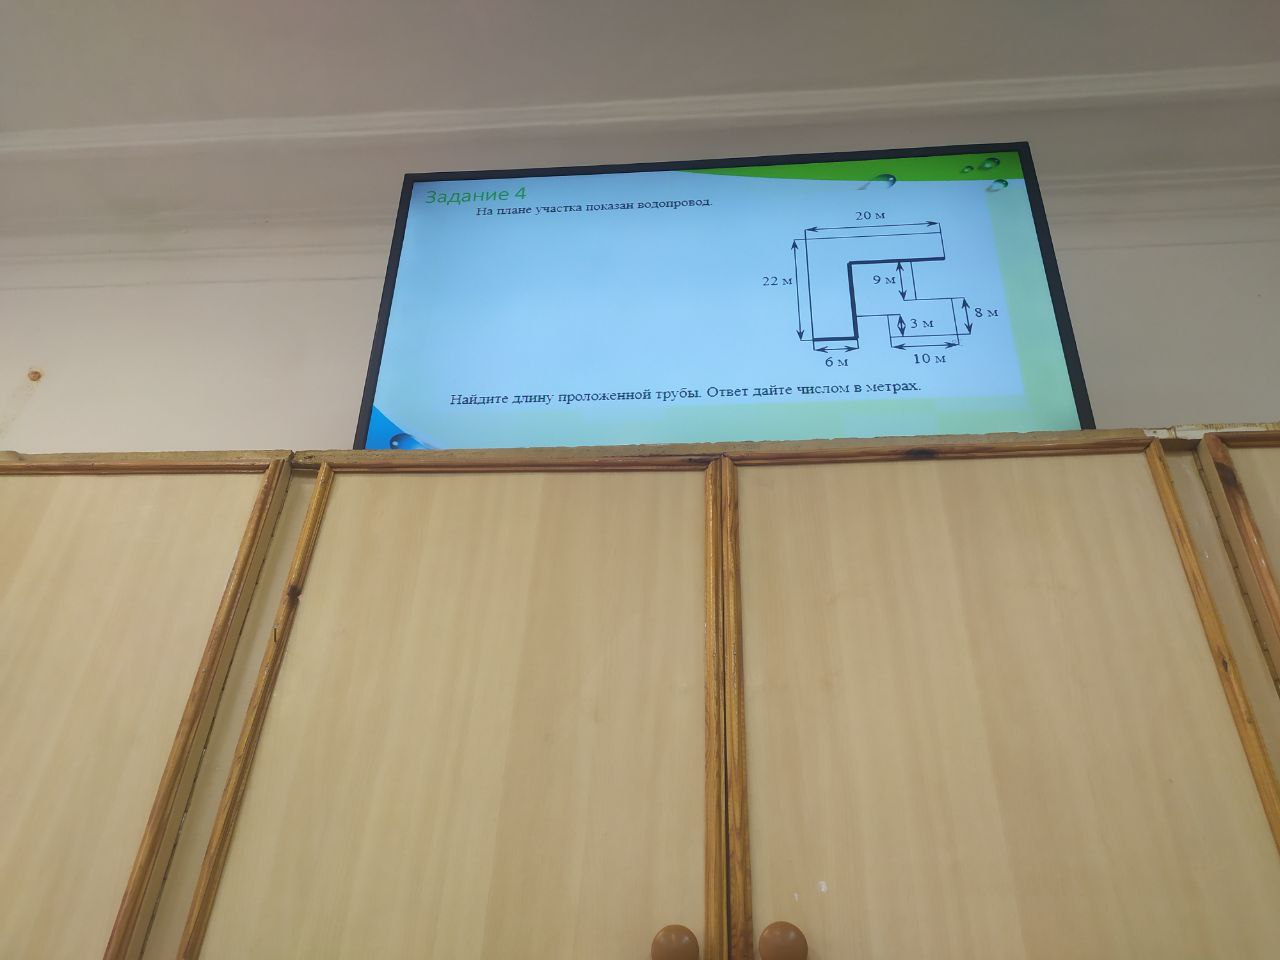 Задание 4
На плане участка показан водопровод.
20 м
22 м
9 м
8 м
3 м
6 м
10 м
Найдите длину проложенной трубы. Ответ дайте числом в метрах.